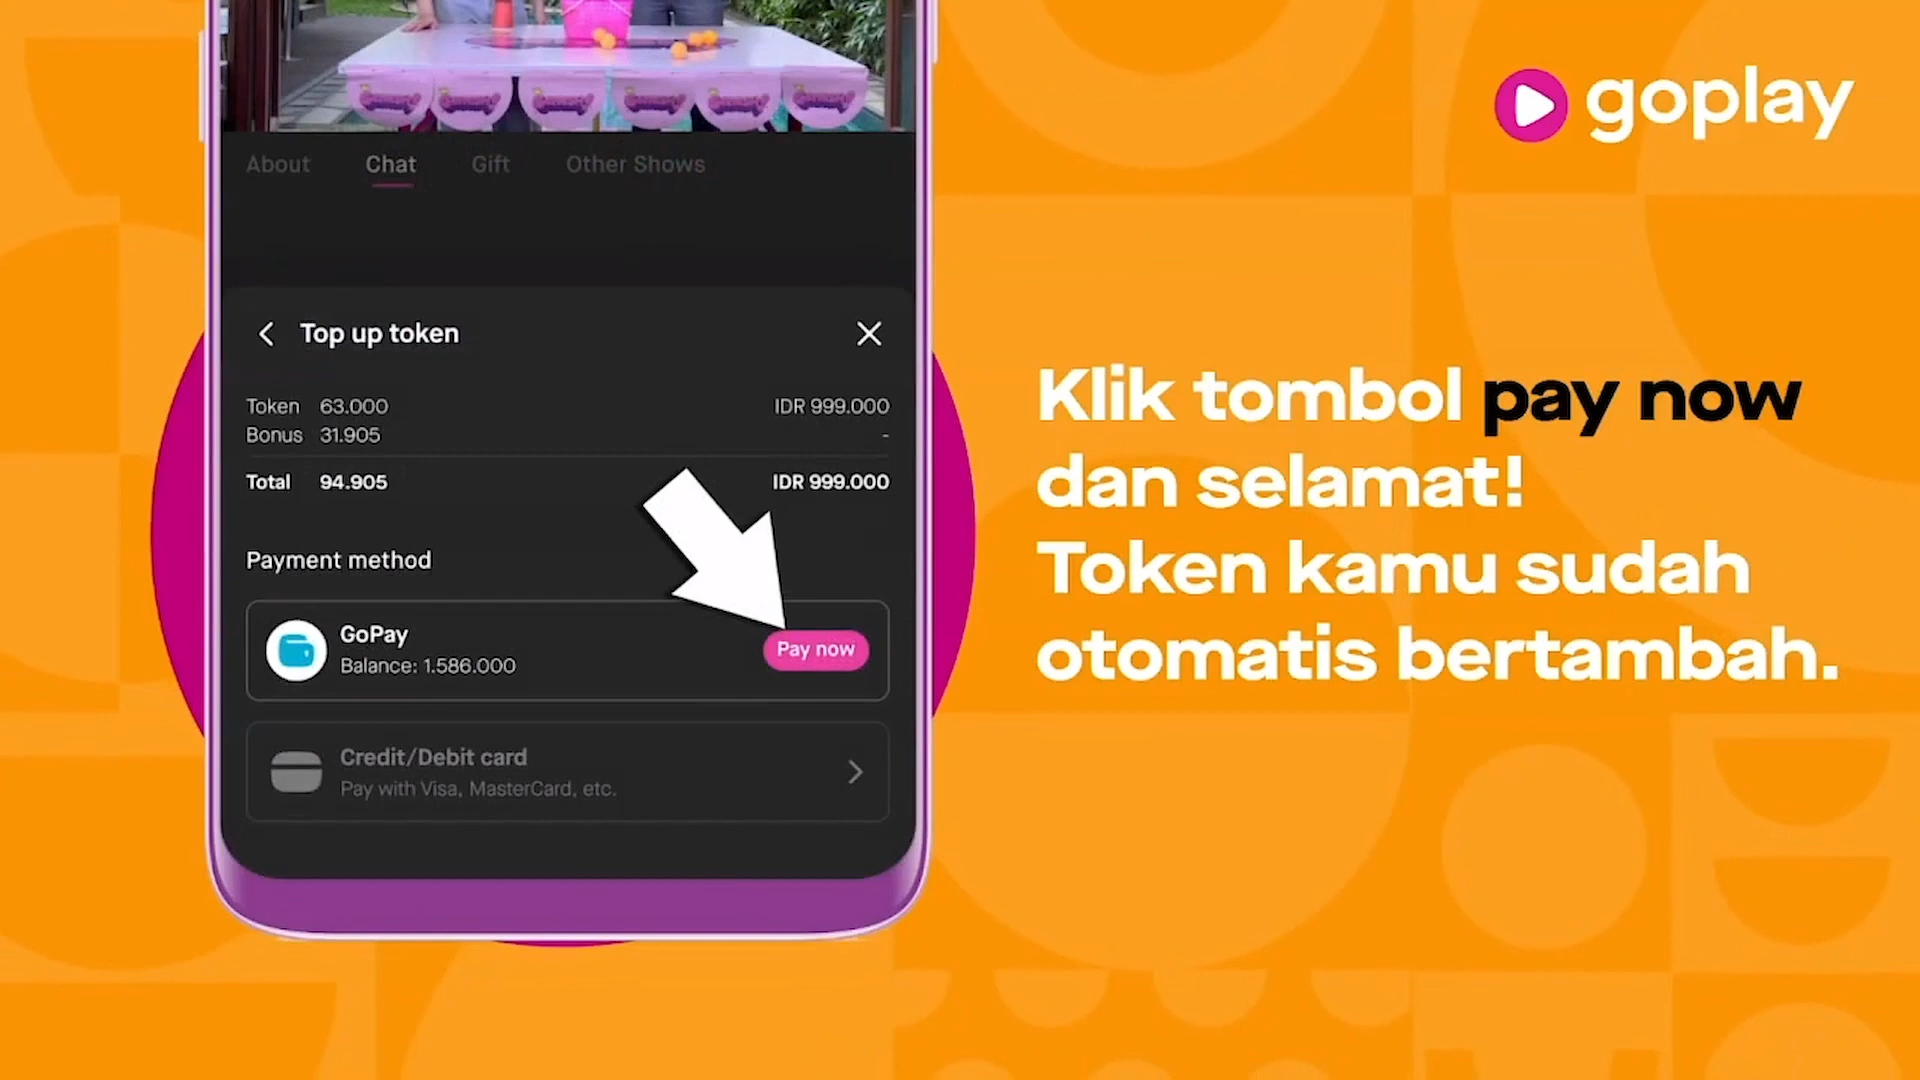 goplay
About Chat Gift Other Shows
Top up token
Token 63.000 IDR 999.000
Bonus 31.905 -
Total 94.905 IDR 999.000
Payment method
GoPay
Balance: 1.586.000
Pay now
Credit/Debit card
Pay with Visa, MasterCard, etc.
Klik tombol pay now
dan selamat!
Token kamu sudah
otomatis bertambah.